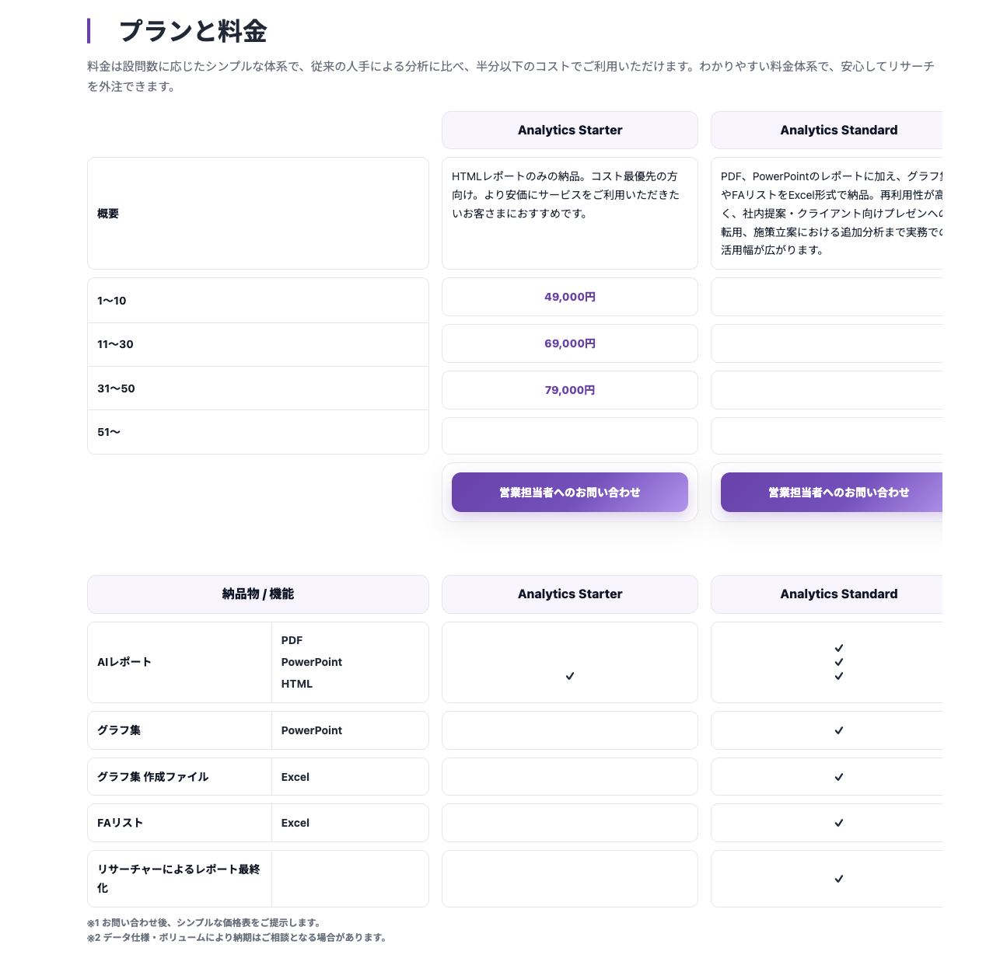 プランと料金
料金は設問数に応じたシンプルな体系で、従来の人手による分析に比べ、半分以下のコストでご利用いただけます。わかりやすい料金体系で、安心してリサーチ
を外注できます。
Analytics Starter
Analytics Standard
概要
HTMLレポートのみの納品。コスト最優先の方
向け。より安価にサービスをご利用いただきた
いお客さまにおすすめです。
PDF、PowerPointのレポートに加え、グラフ集
やFAリストをExcel形式で納品。再利用性が高
く、社内提案・クライアント向けプレゼンへの
転用、施策立案における追加分析まで実務での
活用幅が広がります。
1〜10
49,000円
11〜30
69,000円
31〜50
79,000円
51〜
営業担当者へのお問い合わせ
営業担当者へのお問い合わせ
納品物 / 機能
Analytics Starter
Analytics Standard
AIレポート
PDF
PowerPoint
HTML
✓
✓
✓
✓
グラフ集
PowerPoint
✓
グラフ集 作成ファイル
Excel
✓
FAリスト
Excel
✓
リサーチャーによるレポート最終
化
✓
※1 お問い合わせ後、シンプルな価格表をご提示します。
※2 データ仕様・ボリュームにより納期はご相談となる場合があります。